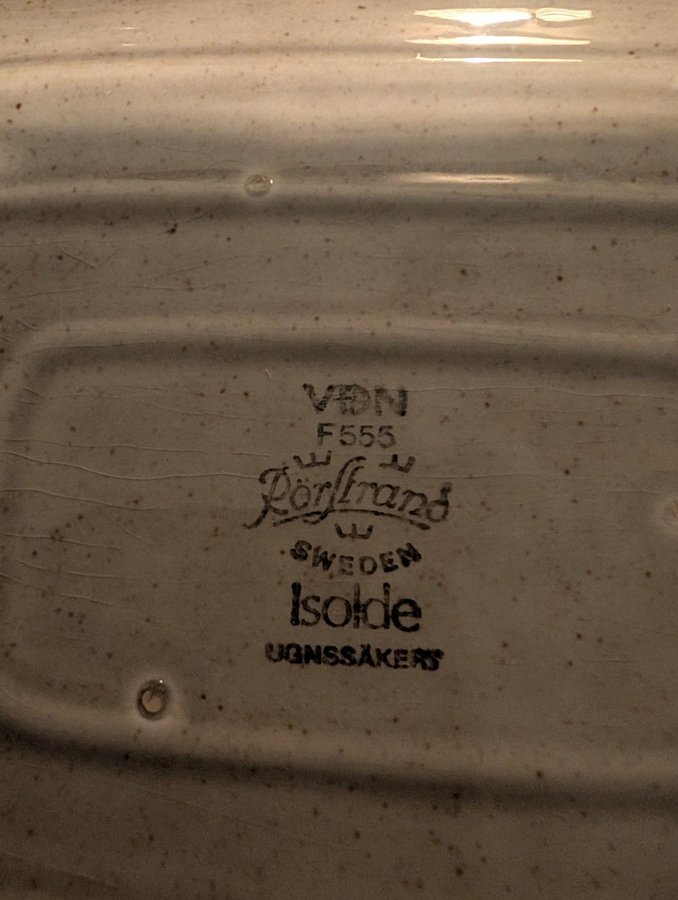 VDN
F555
Rörstrand
SWEDEN
Isolde
UGNSSÄKERT